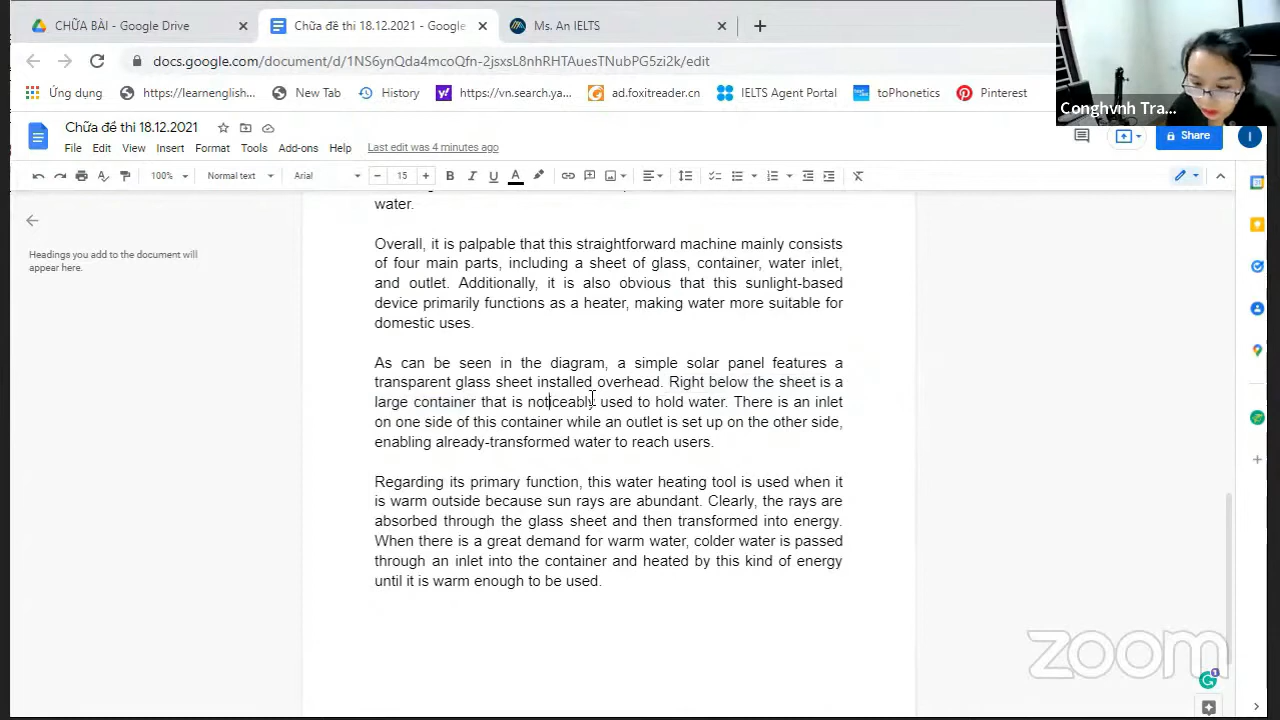 CHỮA BÀI - Google Drive
Chữa đề thi 18.12.2021 - Google
Ms. An IELTS
docs.google.com/document/d/1NS6ynQda4mcoQfn-2jsxsL8nhRHTAuesTNubPG5zi2k/edit
Ứng dụng
https://learnenglish...
New Tab
History
https://vn.search.ya...
ad.foxitreader.cn
IELTS Agent Portal
toPhonetics
Pinterest
Conghvnh Tra...
Chữa đề thi 18.12.2021
File Edit View Insert Format Tools Add-ons Help Last edit was 4 minutes ago
Share
I
100% Normal text Arial 15 B I U A
Headings you add to the document will
appear here.
water.
Overall, it is palpable that this straightforward machine mainly consists
of four main parts, including a sheet of glass, container, water inlet,
and outlet. Additionally, it is also obvious that this sunlight-based
device primarily functions as a heater, making water more suitable for
domestic uses.
As can be seen in the diagram, a simple solar panel features a
transparent glass sheet installed overhead. Right below the sheet is a
large container that is noticeably used to hold water. There is an inlet
on one side of this container while an outlet is set up on the other side,
enabling already-transformed water to reach users.
Regarding its primary function, this water heating tool is used when it
is warm outside because sun rays are abundant. Clearly, the rays are
absorbed through the glass sheet and then transformed into energy.
When there is a great demand for warm water, colder water is passed
through an inlet into the container and heated by this kind of energy
until it is warm enough to be used.
zoom